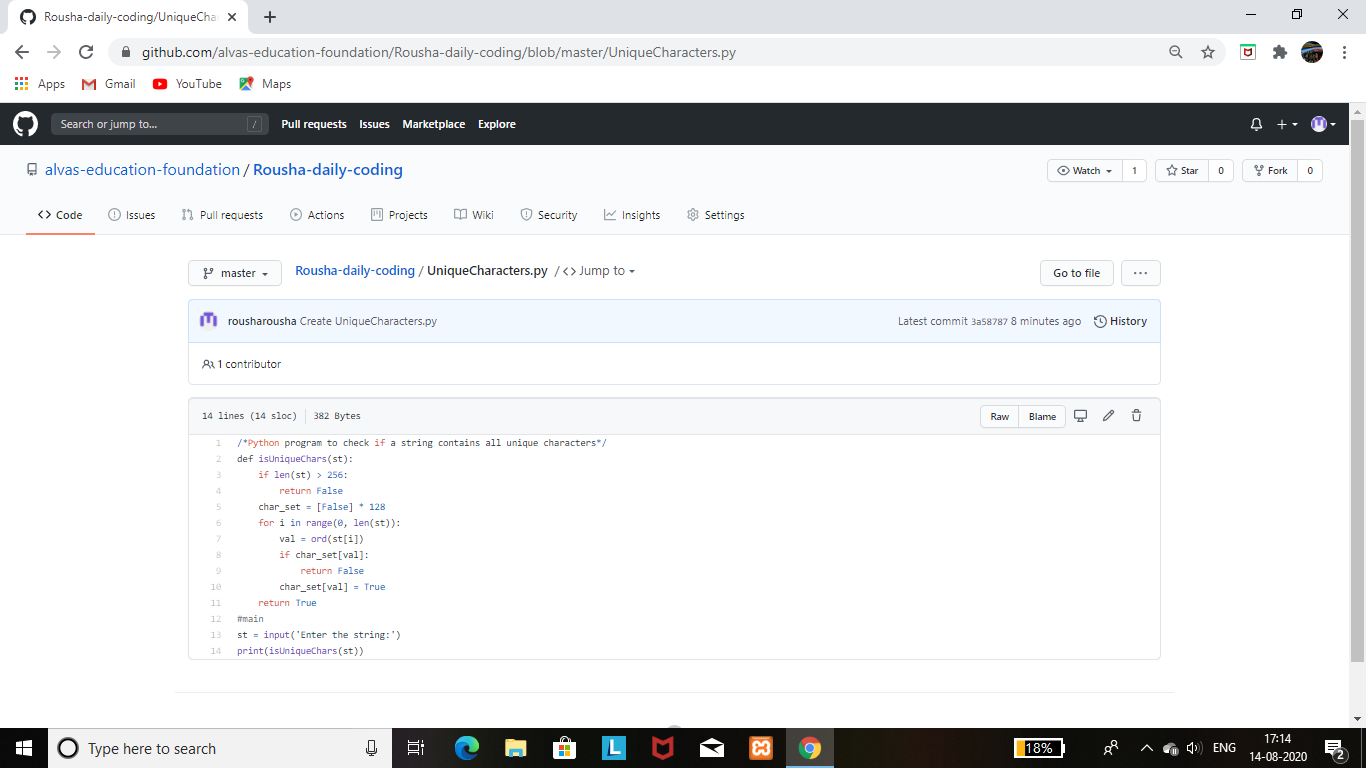 Rousha-daily-coding/UniqueCha
github.com/alvas-education-foundation/Rousha-daily-coding/blob/master/UniqueCharacters.py
Apps Gmail YouTube Maps
Search or jump to... / Pull requests Issues Marketplace Explore
alvas-education-foundation / Rousha-daily-coding
Watch 1 Star 0 Fork 0
<> Code Issues Pull requests Actions Projects Wiki Security Insights Settings
master Rousha-daily-coding / UniqueCharacters.py / <> Jump to Go to file ...
rousharousha Create UniqueCharacters.py Latest commit 3a58787 8 minutes ago History
1 contributor
14 lines (14 sloc) 382 Bytes Raw Blame
1 /*Python program to check if a string contains all unique characters*/
2 def isUniqueChars(st):
3     if len(st) > 256:
4         return False
5     char_set = [False] * 128
6     for i in range(0, len(st)):
7         val = ord(st[i])
8         if char_set[val]:
9             return False
10         char_set[val] = True
11     return True
12 #main
13 st = input('Enter the string:')
14 print(isUniqueChars(st))
Type here to search
L
18%
ENG
17:14
14-08-2020
2